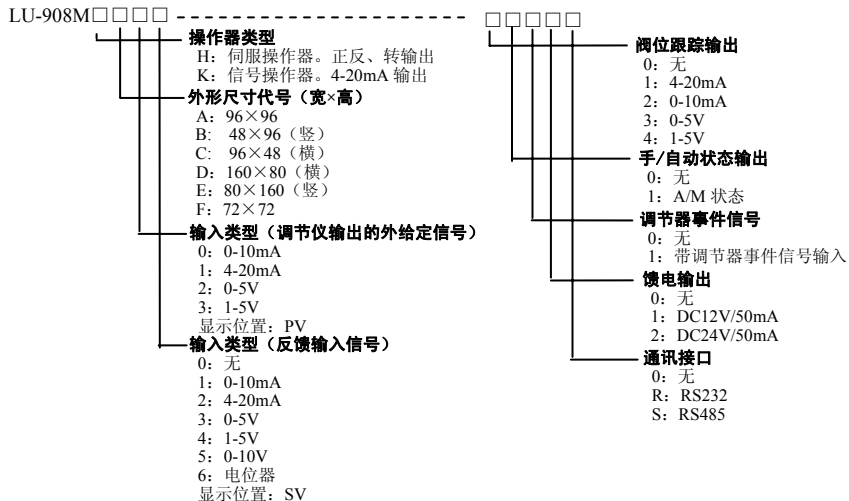 LU-908M□□□□ - - - - - - - - - - - - - - - - - - - - - - □□□□□
操作器类型
H：伺服操作器。正反、转输出
K：信号操作器。4-20mA 输出
外形尺寸代号（宽×高）
A：96×96
B: 48×96（竖）
C: 96×48（横）
D：160×80（横）
E：80×160（竖）
F：72×72
输入类型（调节仪输出的外给定信号）
0：0-10mA
1：4-20mA
2：0-5V
3：1-5V
显示位置：PV
输入类型（反馈输入信号）
0：无
1：0-10mA
2：4-20mA
3：0-5V
4：1-5V
5：0-10V
6：电位器
显示位置：SV
阀位跟踪输出
0：无
1：4-20mA
2：0-10mA
3：0-5V
4：1-5V
手/自动状态输出
0：无
1：A/M 状态
调节器事件信号
0：无
1：带调节器事件信号输入
馈电输出
0：无
1：DC12V/50mA
2：DC24V/50mA
通讯接口
0：无
R：RS232
S：RS485